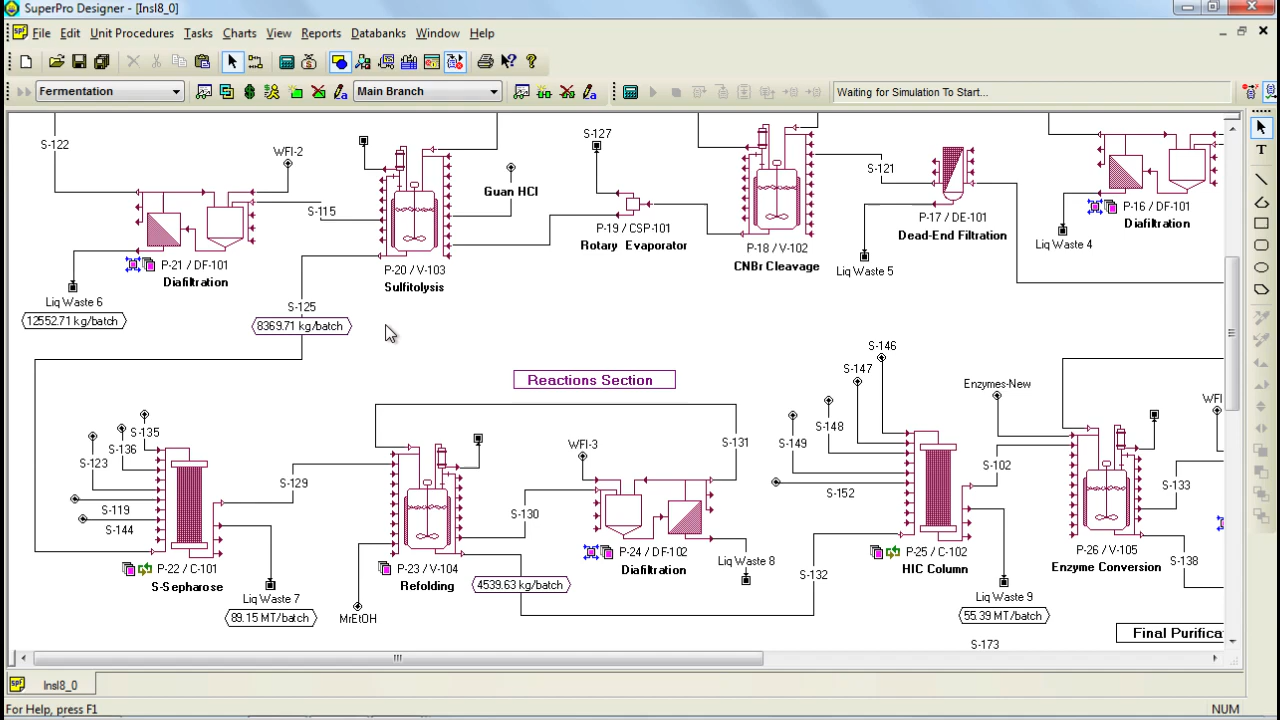 SuperPro Designer - [Insl8_0]
File Edit Unit Procedures Tasks Charts View Reports Databanks Window Help
Fermentation Main Branch Waiting for Simulation To Start...
S-122
WFI-2
S-115
P-21 / DF-101
Diafiltration
Liq Waste 6
12552.71 kg/batch
Guan HCl
P-20 / V-103
Sulfitolysis
S-125
8369.71 kg/batch
S-127
P-19 / CSP-101
Rotary Evaporator
P-18 / V-102
CNBr Cleavage
S-121
P-17 / DE-101
Dead-End Filtration
Liq Waste 5
P-16 / DF-101
Diafiltration
Liq Waste 4
Reactions Section
S-135
S-136
S-123
S-119
S-144
P-22 / C-101
S-Sepharose
Liq Waste 7
89.15 MT/batch
S-129
P-23 / V-104
Refolding
MrEtOH
4539.63 kg/batch
S-130
WFI-3
S-131
P-24 / DF-102
Diafiltration
Liq Waste 8
S-132
S-146
S-147
S-148
S-149
S-152
P-25 / C-102
HIC Column
Liq Waste 9
55.39 MT/batch
S-173
Enzymes-New
S-102
P-26 / V-105
Enzyme Conversion
S-133
S-138
WFI
Final Purifica
Insl8_0
For Help, press F1 NUM